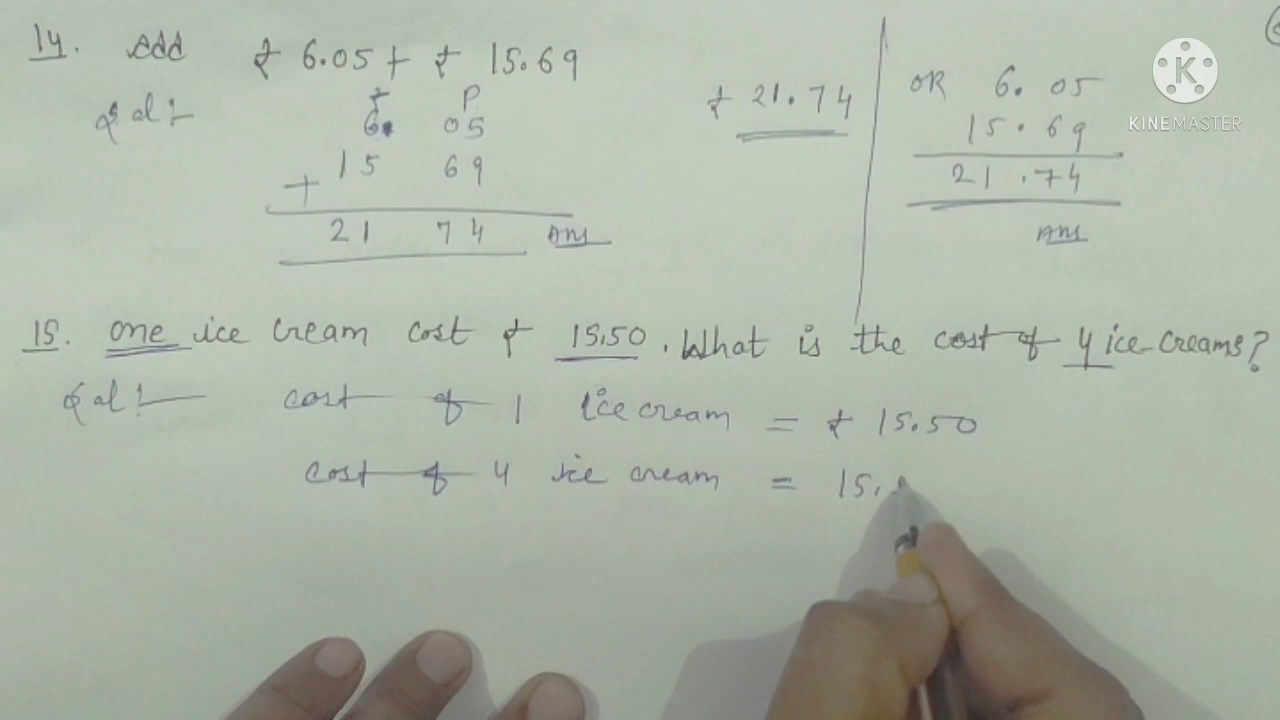 14. Add ₹ 6.05 + ₹ 15.69
Sol:-
₹ P
6. 05
+ 15 69
21 74 Ans
₹ 21.74
OR 6. 05
15. 69
21 .74
Ans
15. One ice cream cost ₹ 15.50. What is the cost of 4 ice-creams?
Sol:- cost of 1 ice cream = ₹ 15.50
cost of 4 ice cream = 15.
K
KINEMASTER